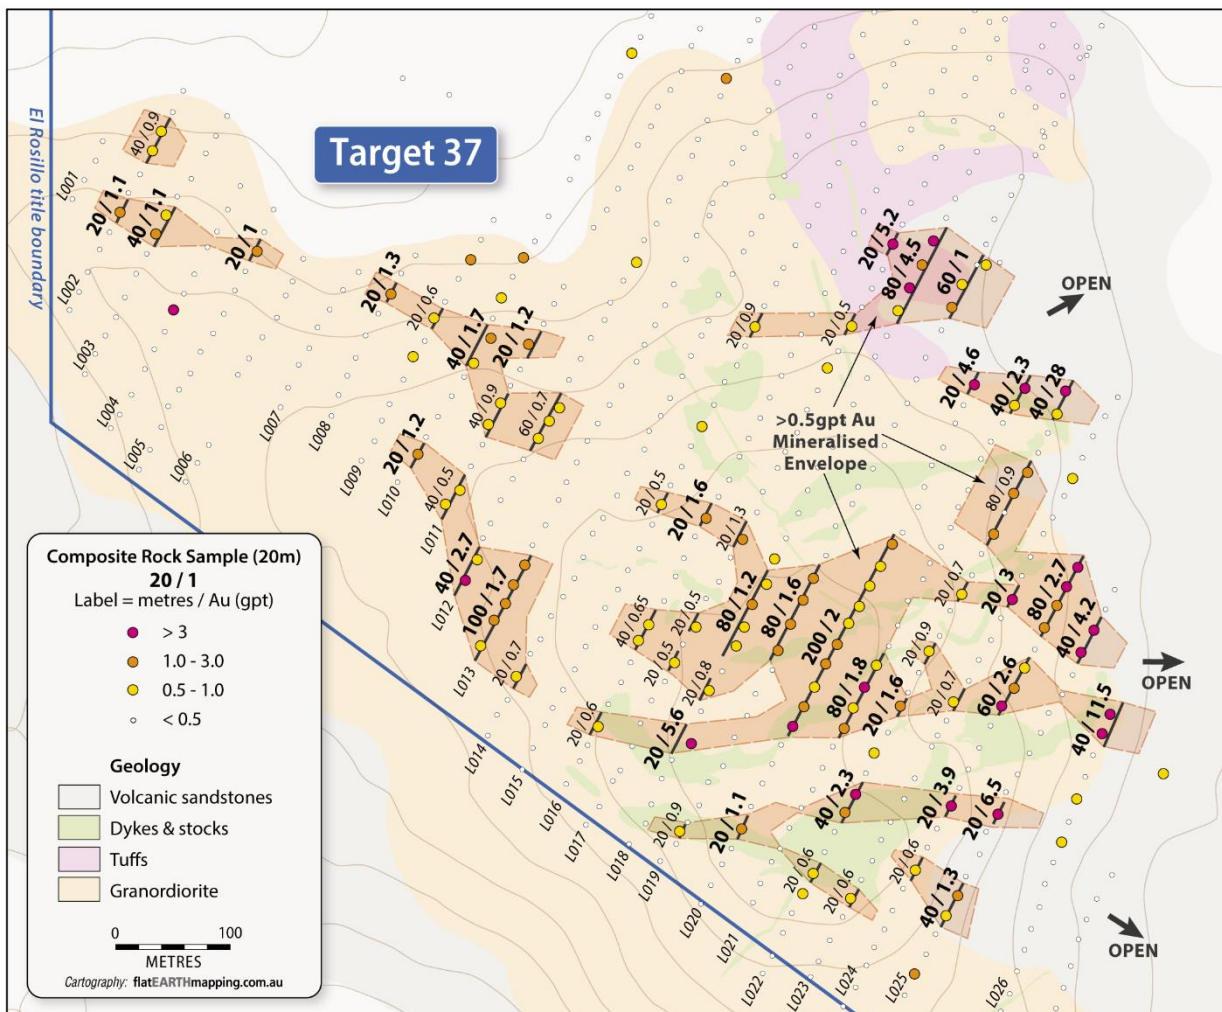 Target 37
El Rosillo title boundary
40 / 0.9
L001
20 / 1.1
40 / 1.1
20 / 1
L002
L003
L004
L005
L006
L007
L008
L009
L010
L011
L012
L013
L014
L015
L016
L017
L018
L019
L020
L021
L022
L023
L024
L025
L026
20 / 1.3
20 / 0.6
40 / 1.7
20 / 1.2
40 / 0.9
60 / 0.7
20 / 1.2
40 / 0.5
40 / 2.7
100 / 1.7
20 / 0.7
20 / 5.2
80 / 4.5
60 / 1
20 / 0.9
20 / 0.5
OPEN
20 / 4.6
40 / 2.3
40 / 28
>0.5gpt Au
Mineralised
Envelope
80 / 0.9
20 / 0.5
20 / 1.6
20 / 1.3
40 / 0.65
20 / 0.5
20 / 0.5
20 / 0.8
80 / 1.2
80 / 1.6
200 / 2
80 / 1.8
20 / 1.6
20 / 0.9
20 / 0.7
20 / 0.7
20 / 3
80 / 2.7
40 / 4.2
60 / 2.6
40 / 11.5
OPEN
20 / 0.6
20 / 5.6
20 / 0.9
20 / 1.1
40 / 2.3
20 / 3.9
20 / 6.5
20 / 0.6
20 / 0.6
20 / 0.6
40 / 1.3
OPEN
Composite Rock Sample (20m)
20 / 1
Label = metres / Au (gpt)
> 3
1.0 - 3.0
0.5 - 1.0
< 0.5
Geology
Volcanic sandstones
Dykes & stocks
Tuffs
Granordiorite
0 100
METRES
Cartography: flatEARTHmapping.com.au